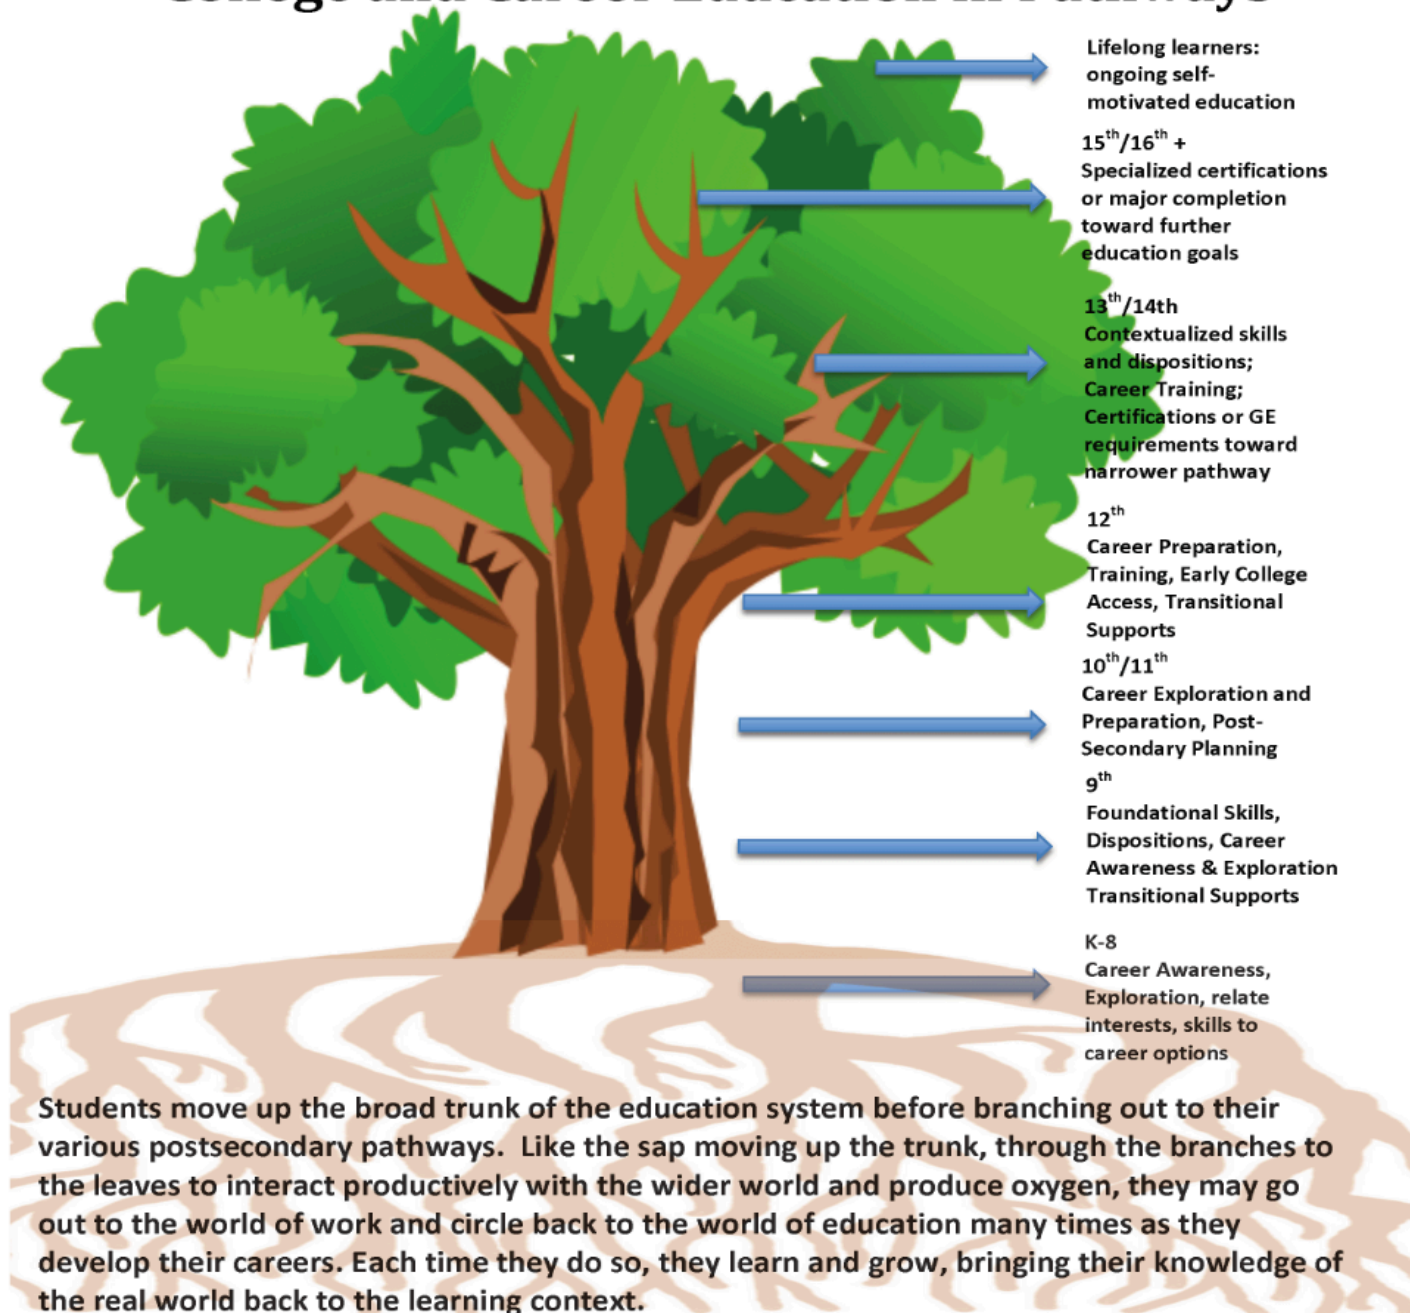 College and Career Education in Pathways
Lifelong learners:
ongoing self-
motivated education
15th/16th +
Specialized certifications
or major completion
toward further
education goals
13th/14th
Contextualized skills
and dispositions;
Career Training;
Certifications or GE
requirements toward
narrower pathway
12th
Career Preparation,
Training, Early College
Access, Transitional
Supports
10th/11th
Career Exploration and
Preparation, Post-
Secondary Planning
9th
Foundational Skills,
Dispositions, Career
Awareness & Exploration
Transitional Supports
K-8
Career Awareness,
Exploration, relate
interests, skills to
career options
Students move up the broad trunk of the education system before branching out to their
various postsecondary pathways.  Like the sap moving up the trunk, through the branches to
the leaves to interact productively with the wider world and produce oxygen, they may go
out to the world of work and circle back to the world of education many times as they
develop their careers. Each time they do so, they learn and grow, bringing their knowledge of
the real world back to the learning context.